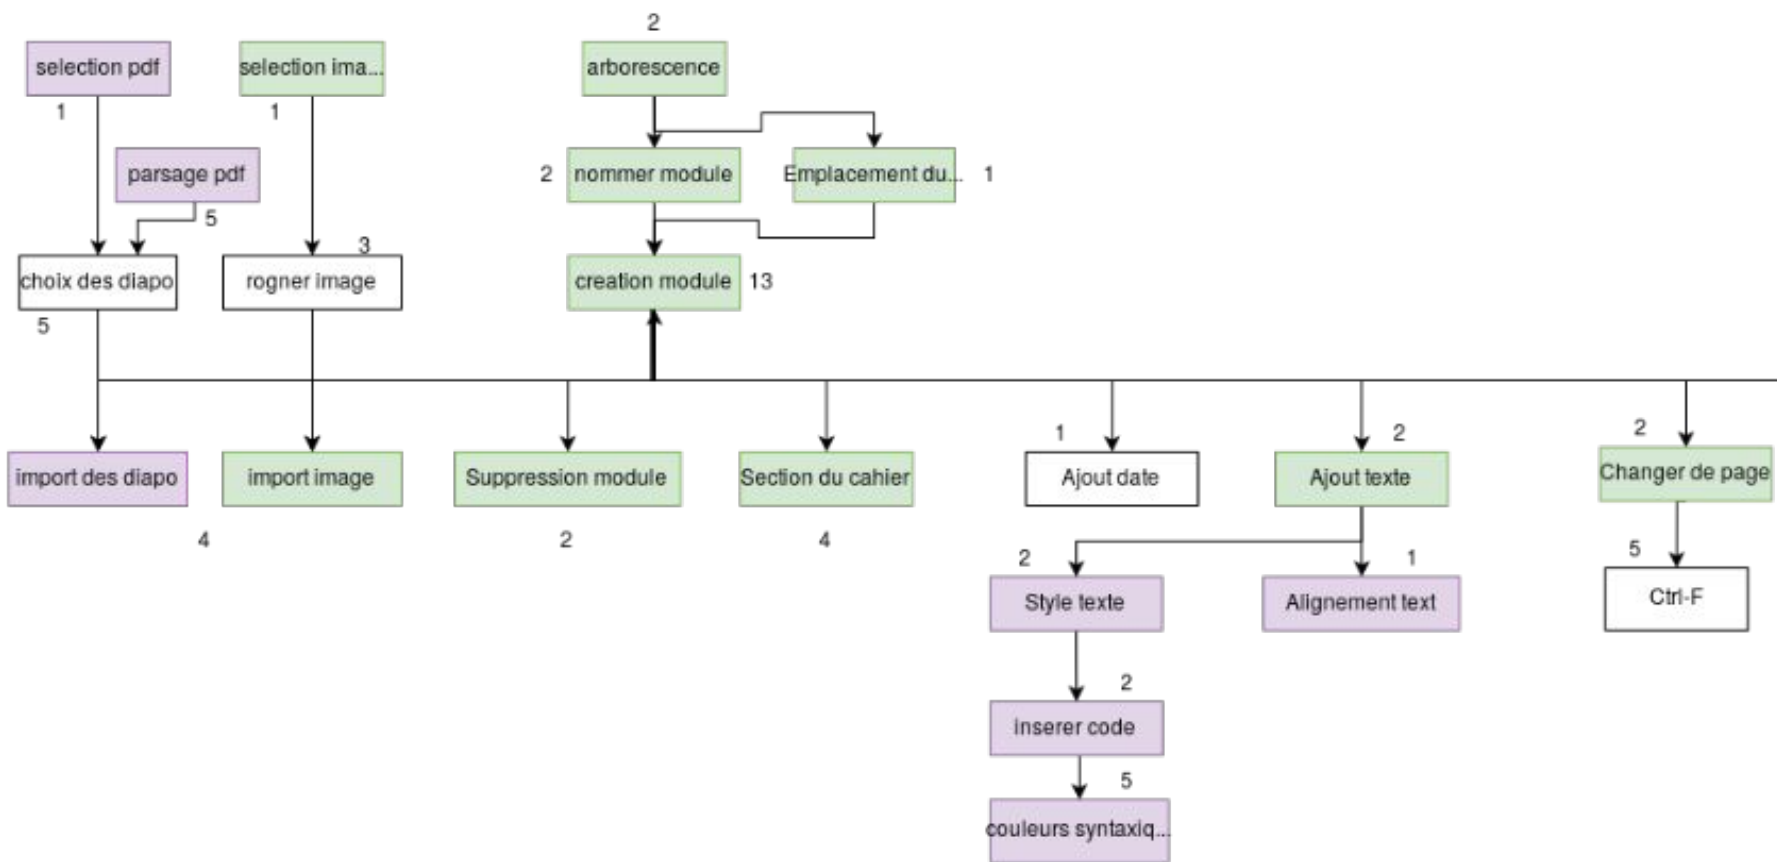 2
selection pdf
selection ima...
arborescence
1
1
parsage pdf
2
nommer module
Emplacement du...
1
5
3
choix des diapo
rogner image
creation module
13
5
1
2
2
import des diapo
import image
Suppression module
Section du cahier
Ajout date
Ajout texte
Changer de page
4
2
4
2
1
5
Style texte
Alignement text
Ctrl-F
2
inserer code
5
couleurs syntaxiq...